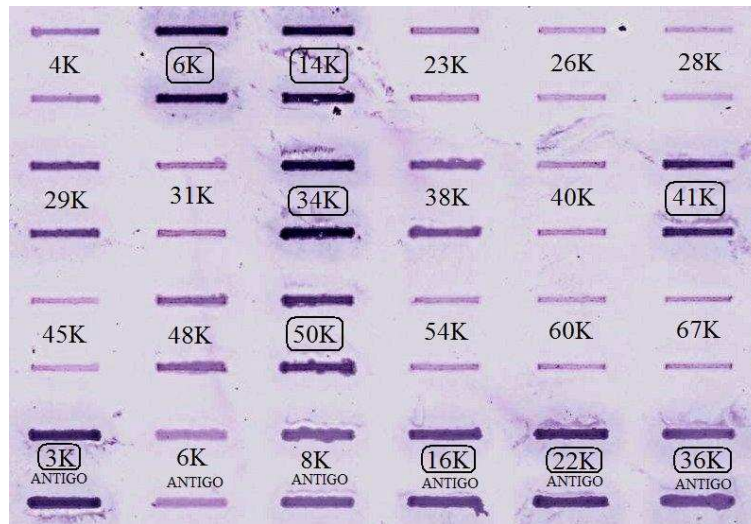 4K 6K 14K 23K 26K 28K
29K 31K 34K 38K 40K 41K
45K 48K 50K 54K 60K 67K
3K 6K 8K 16K 22K 36K
ANTIGO ANTIGO ANTIGO ANTIGO ANTIGO ANTIGO